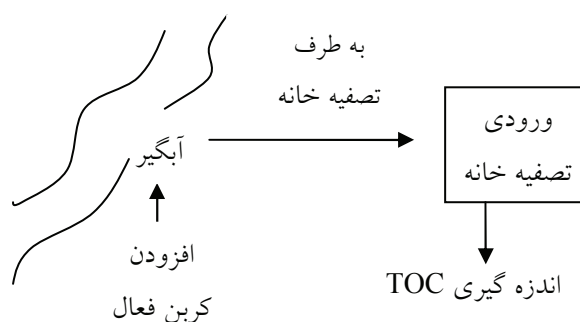 به طرف
تصفیه خانه
ورودی
تصفیه خانه
آبگیر
افزودن
کربن فعال
اندزه گیری TOC